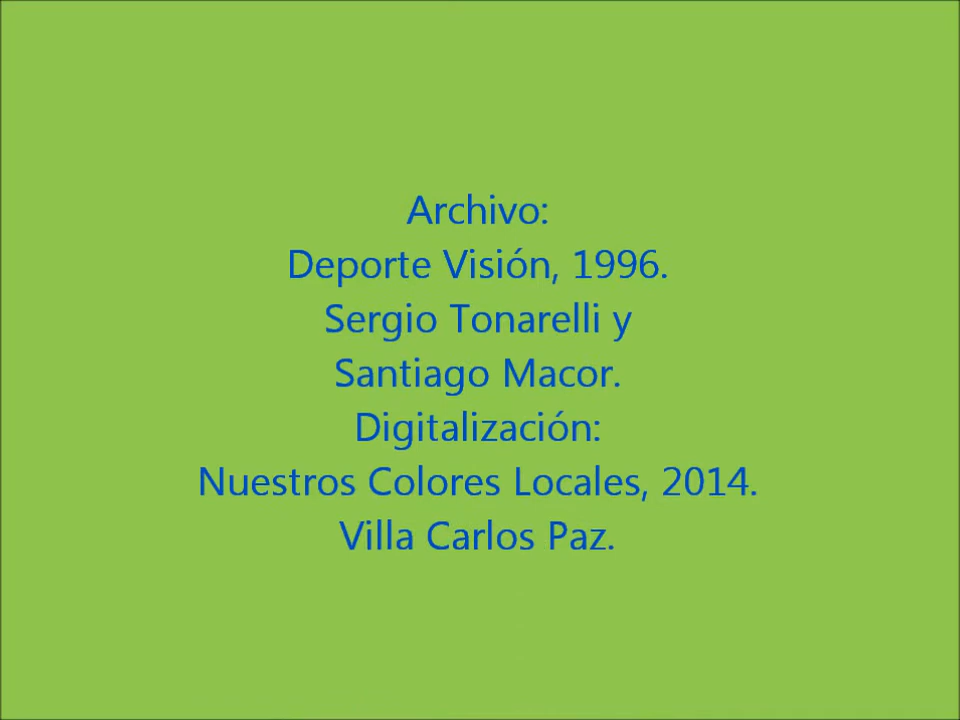 Archivo:
Deporte Visión, 1996.
Sergio Tonarelli y
Santiago Macor.
Digitalización:
Nuestros Colores Locales, 2014.
Villa Carlos Paz.